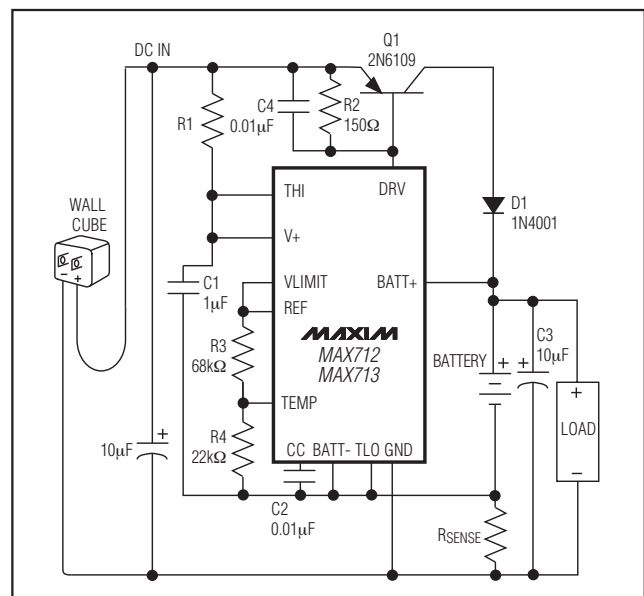 Q1
2N6109
DC IN
C4
0.01µF
R2
150Ω
R1
THI
DRV
WALL
CUBE
D1
1N4001
V+
C1
1µF
VLIMIT
BATT+
REF
MAXIM
MAX712
MAX713
R3
68kΩ
C3
10µF
BATTERY
TEMP
LOAD
R4
22kΩ
10µF
CC BATT- TLO GND
C2
0.01µF
RSENSE